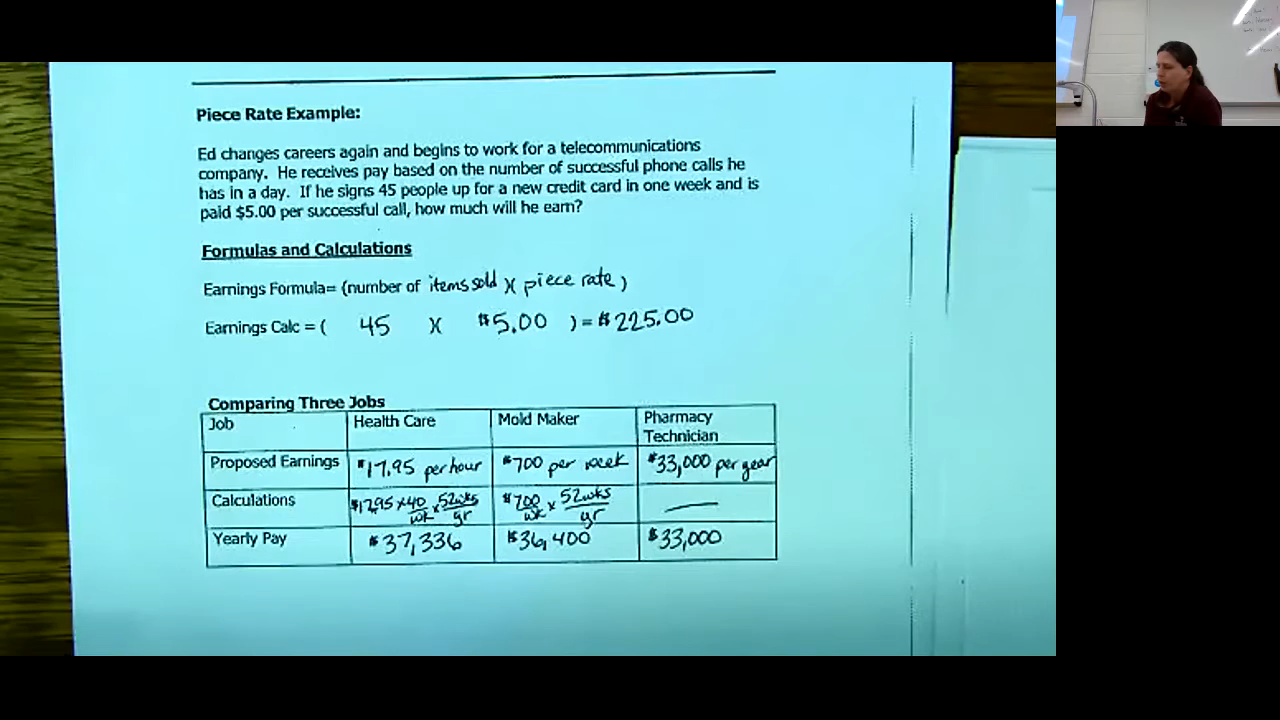 Piece Rate Example:
Ed changes careers again and begins to work for a telecommunications
company. He receives pay based on the number of successful phone calls he
has in a day. If he signs 45 people up for a new credit card in one week and is
paid $5.00 per successful call, how much will he earn?
Formulas and Calculations
Earnings Formula= (number of items sold X piece rate)
Earnings Calc = ( 45 X $5.00 ) = $225.00
Comparing Three Jobs
Job Health Care Mold Maker Pharmacy
Technician
Proposed Earnings $17.95 per hour $700 per week $33,000 per year
Calculations $17.95 x 40/wk x 52wks/yr $700/wk x 52wks/yr —
Yearly Pay $37,336 $36,400 $33,000